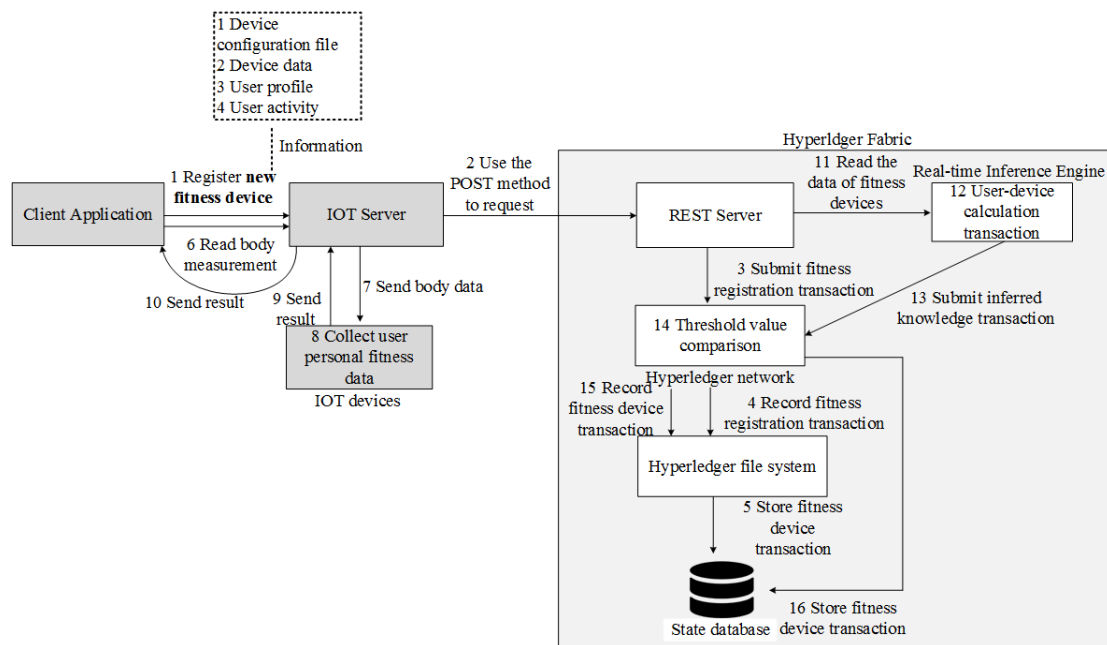 1 Device
configuration file
2 Device data
3 User profile
4 User activity
Information
1 Register new
fitness device
Client Application
IOT Server
6 Read body
measurement
10 Send result
9 Send
result
7 Send body data
8 Collect user
personal fitness
data
IOT devices
2 Use the
POST method
to request
Hyperldger Fabric
REST Server
11 Read the
data of fitness
devices
Real-time Inference Engine
12 User-device
calculation
transaction
3 Submit fitness
registration transaction
13 Submit inferred
knowledge transaction
14 Threshold value
comparison
Hyperledger network
15 Record
fitness device
transaction
4 Record fitness
registration transaction
Hyperledger file system
5 Store fitness
device
transaction
State database
16 Store fitness
device transaction